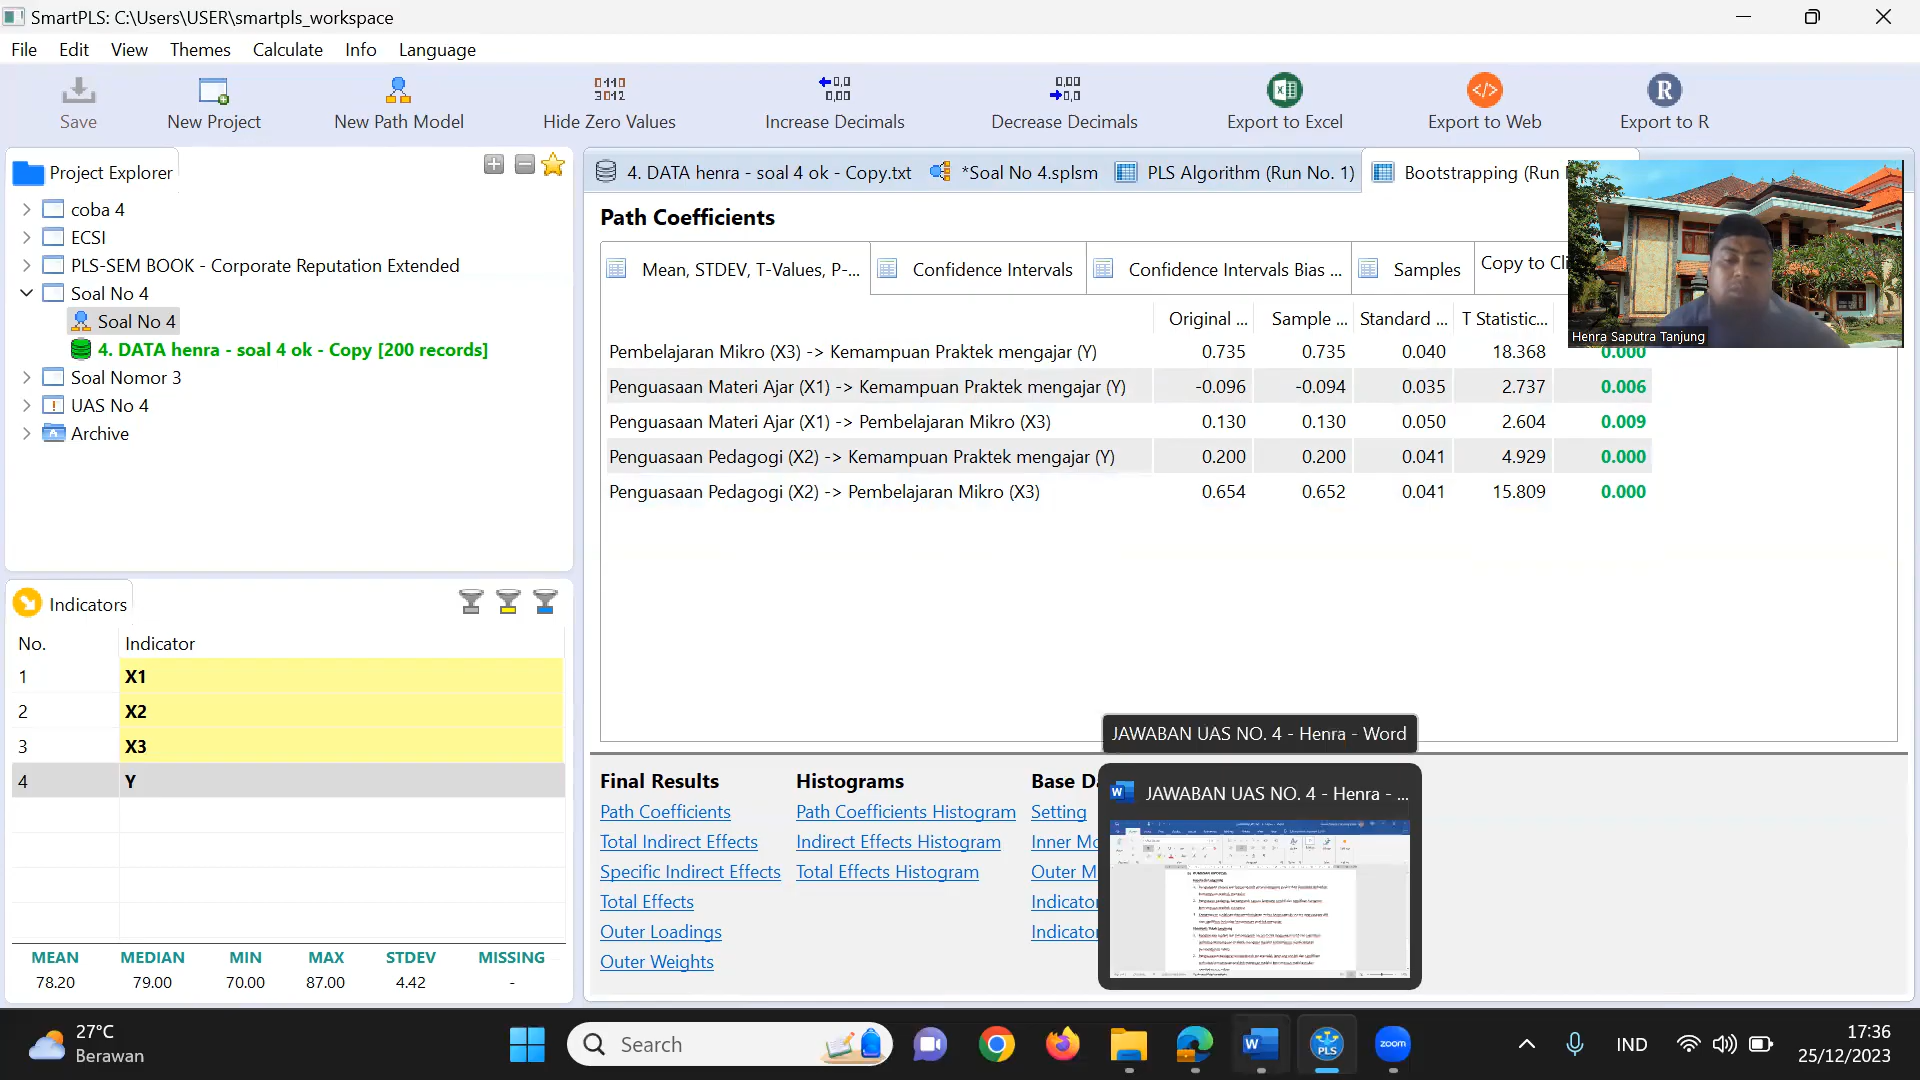 SmartPLS: C:\Users\USER\smartpls_workspace
File Edit View Themes Calculate Info Language
Save New Project New Path Model Hide Zero Values Increase Decimals Decrease Decimals Export to Excel Export to Web Export to R
Project Explorer
coba 4
ECSI
PLS-SEM BOOK - Corporate Reputation Extended
Soal No 4
Soal No 4
4. DATA henra - soal 4 ok - Copy [200 records]
Soal Nomor 3
UAS No 4
Archive
Indicators
No. Indicator
1 X1
2 X2
3 X3
4 Y
MEAN MEDIAN MIN MAX STDEV MISSING
78.20 79.00 70.00 87.00 4.42 -
4. DATA henra - soal 4 ok - Copy.txt *Soal No 4.splsm PLS Algorithm (Run No. 1) Bootstrapping (Run
Path Coefficients
Mean, STDEV, T-Values, P-... Confidence Intervals Confidence Intervals Bias ... Samples Copy to Cli
Original ... Sample ... Standard ... T Statistic...
Pembelajaran Mikro (X3) -> Kemampuan Praktek mengajar (Y) 0.735 0.735 0.040 18.368 0.000
Penguasaan Materi Ajar (X1) -> Kemampuan Praktek mengajar (Y) -0.096 -0.094 0.035 2.737 0.006
Penguasaan Materi Ajar (X1) -> Pembelajaran Mikro (X3) 0.130 0.130 0.050 2.604 0.009
Penguasaan Pedagogi (X2) -> Kemampuan Praktek mengajar (Y) 0.200 0.200 0.041 4.929 0.000
Penguasaan Pedagogi (X2) -> Pembelajaran Mikro (X3) 0.654 0.652 0.041 15.809 0.000
Henra Saputra Tanjung
JAWABAN UAS NO. 4 - Henra - Word
JAWABAN UAS NO. 4 - Henra - ...
Final Results Histograms Base Da
Path Coefficients Path Coefficients Histogram Setting
Total Indirect Effects Indirect Effects Histogram Inner Mo
Specific Indirect Effects Total Effects Histogram Outer M
Total Effects Indicator
Outer Loadings Indicator
Outer Weights
27°C
Berawan
Search
PLS
zoom
IND
17:36
25/12/2023